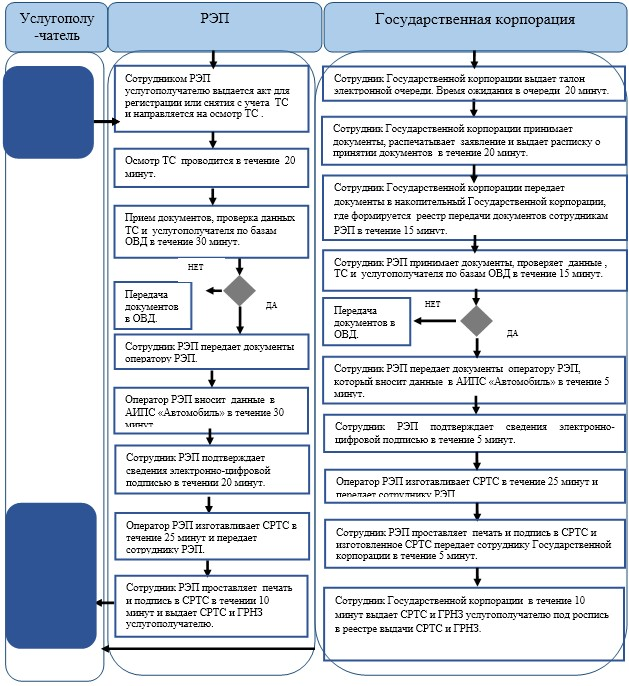 Услугополу
-чатель
РЭП
Государственная корпорация
Сотрудником РЭП
услугополучателю выдается акт для
регистрации или снятия с учета ТС
и направляется на осмотр ТС .
Осмотр ТС проводится в течение 20
минут.
Прием документов, проверка данных
ТС и услугополучателя по базам
ОВД в течение 30 минут.
НЕТ
ДА
Передача
документов
в ОВД.
Сотрудник РЭП передает документы
оператору РЭП.
Оператор РЭП вносит данные в
АИПС «Автомобиль» в течение 30
минут
Сотрудник РЭП подтверждает
сведения электронно-цифровой
подписью в течении 20 минут.
Оператор РЭП изготавливает СРТС в
течение 25 минут и передает
сотруднику РЭП.
Сотрудник РЭП проставляет печать
и подпись в СРТС в течении 10
минут и выдает СРТС и ГРНЗ
услугополучателю.
Сотрудник Государственной корпорации выдает талон
электронной очереди. Время ожидания в очереди 20 минут.
Сотрудник Государственной корпорации принимает
документы, распечатывает заявление и выдает расписку о
принятии документов в течение 20 минут.
Сотрудник Государственной корпорации передает
документы в накопительный Государственной корпорации,
где формируется реестр передачи документов сотрудникам
РЭП в течение 15 минут.
Сотрудник РЭП принимает документы, проверяет данные ,
ТС и услугополучателя по базам ОВД в течение 15 минут.
НЕТ
ДА
Передача
документов в
ОВД.
Сотрудник РЭП передает документы оператору РЭП,
который вносит данные в АИПС «Автомобиль» в течение 5
минут.
Сотрудник РЭП подтверждает сведения электронно-
цифровой подписью в течение 5 минут.
Оператор РЭП изготавливает СРТС в течение 25 минут и
передает сотруднику РЭП
Сотрудник РЭП проставляет печать и подпись в СРТС и
изготовленное СРТС передает сотруднику Государственной
корпорации в течение 5 минут.
Сотрудник Государственной корпорации в течение 10
минут выдает СРТС и ГРНЗ услугополучателю под роспись
в реестре выдачи СРТС и ГРНЗ.